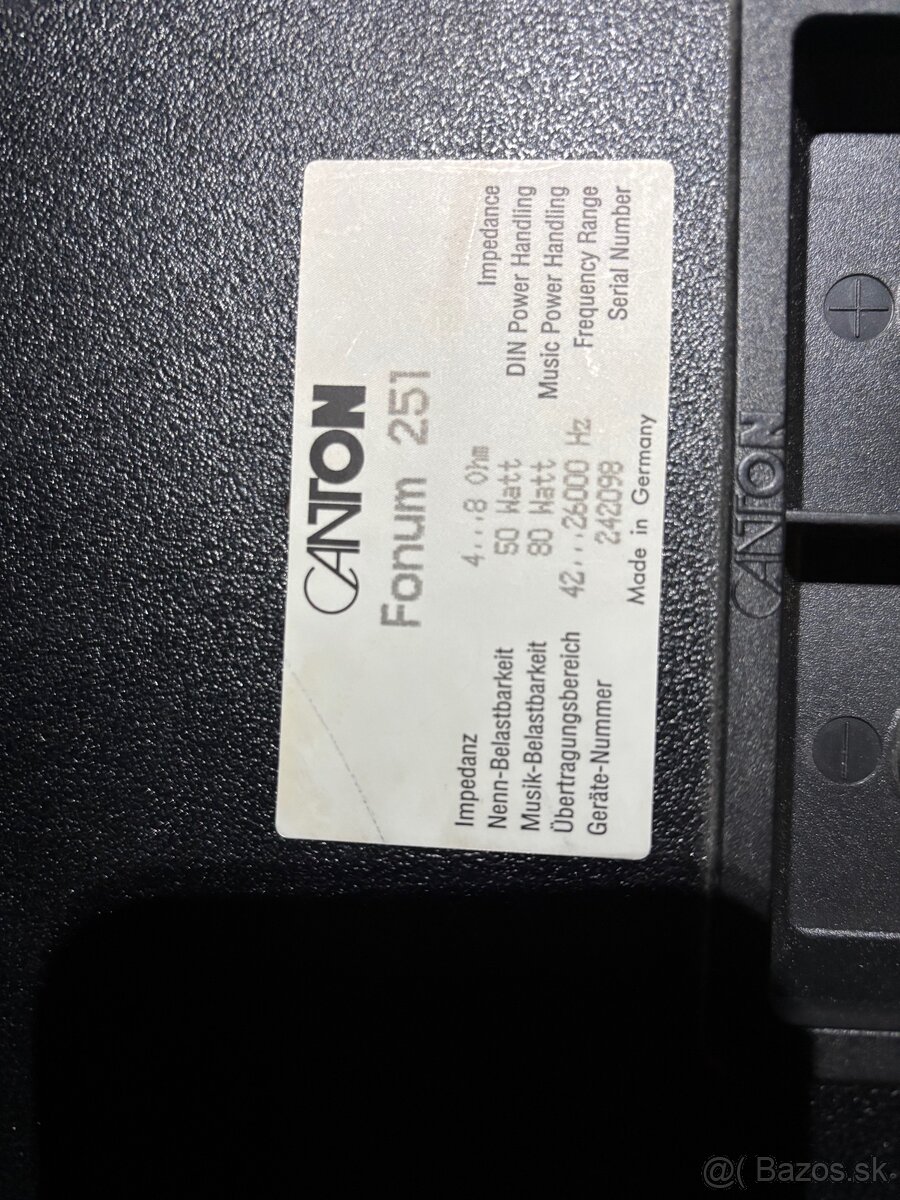 CANTON
Fonum 251
Impedanz 4...8 Ohm Impedance
Nenn-Belastbarkeit 50 Watt DIN Power Handling
Musik-Belastbarkeit 80 Watt Music Power Handling
Übertragungsbereich 42...26000 Hz Frequency Range
Geräte-Nummer 242098 Serial Number
Made in Germany
CANTON
+
−
@( Bazos.sk